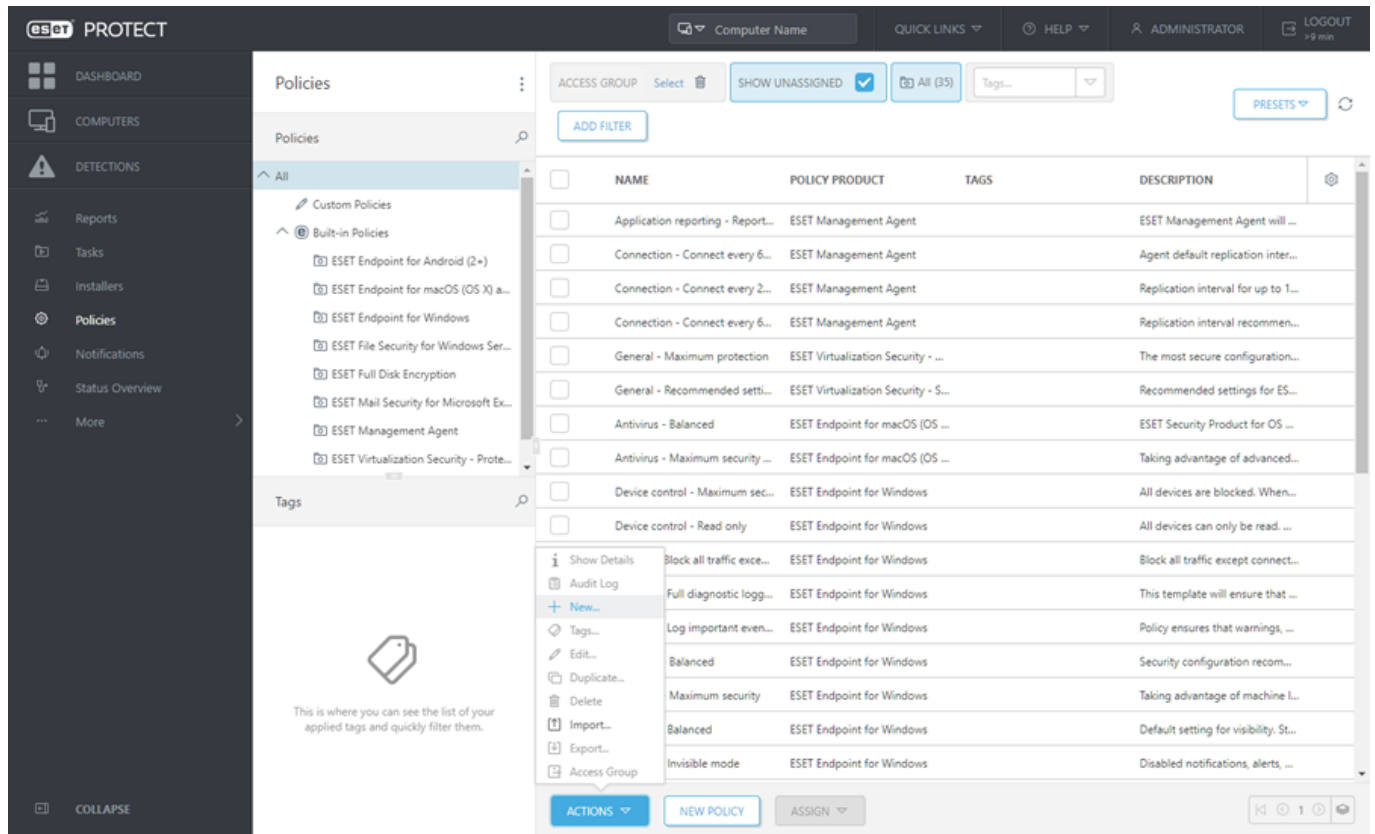 eset PROTECT
Computer Name
QUICK LINKS
HELP
ADMINISTRATOR
LOGOUT
>9 min
DASHBOARD
COMPUTERS
DETECTIONS
Reports
Tasks
Installers
Policies
Notifications
Status Overview
More
COLLAPSE
Policies
Policies
All
Custom Policies
Built-in Policies
ESET Endpoint for Android (2+)
ESET Endpoint for macOS (OS X) a...
ESET Endpoint for Windows
ESET File Security for Windows Ser...
ESET Full Disk Encryption
ESET Mail Security for Microsoft Ex...
ESET Management Agent
ESET Virtualization Security - Prote...
Tags
This is where you can see the list of your
applied tags and quickly filter them.
ACCESS GROUP Select
SHOW UNASSIGNED
All (35)
Tags...
PRESETS
ADD FILTER
NAME POLICY PRODUCT TAGS DESCRIPTION
Application reporting - Report... ESET Management Agent ESET Management Agent will ...
Connection - Connect every 6... ESET Management Agent Agent default replication inter...
Connection - Connect every 2... ESET Management Agent Replication interval for up to 1...
Connection - Connect every 6... ESET Management Agent Replication interval recommen...
General - Maximum protection ESET Virtualization Security - ... The most secure configuration...
General - Recommended setti... ESET Virtualization Security - S... Recommended settings for ES...
Antivirus - Balanced ESET Endpoint for macOS (OS ... ESET Security Product for OS ...
Antivirus - Maximum security ... ESET Endpoint for macOS (OS ... Taking advantage of advanced...
Device control - Maximum sec... ESET Endpoint for Windows All devices are blocked. When...
Device control - Read only ESET Endpoint for Windows All devices can only be read. ...
Block all traffic exce... ESET Endpoint for Windows Block all traffic except connect...
Full diagnostic logg... ESET Endpoint for Windows This template will ensure that ...
Log important even... ESET Endpoint for Windows Policy ensures that warnings, ...
Balanced ESET Endpoint for Windows Security configuration recom...
Maximum security ESET Endpoint for Windows Taking advantage of machine l...
Balanced ESET Endpoint for Windows Default setting for visibility. St...
Invisible mode ESET Endpoint for Windows Disabled notifications, alerts, ...
Show Details
Audit Log
New...
Tags...
Edit...
Duplicate...
Delete
Import...
Export...
Access Group
ACTIONS
NEW POLICY
ASSIGN
1